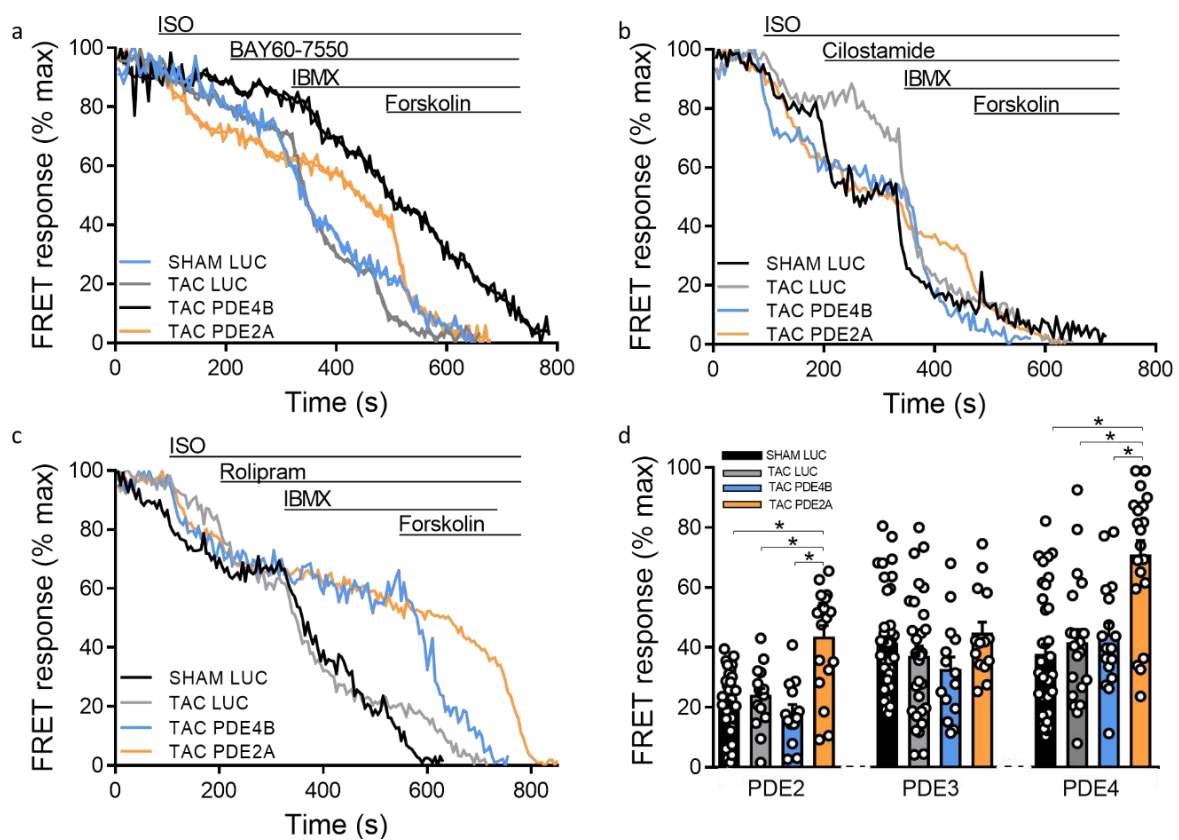 a
ISO
BAY60-7550
IBMX
Forskolin
FRET response (% max)
100
80
60
40
20
0
SHAM LUC
TAC LUC
TAC PDE4B
TAC PDE2A
0 200 400 600 800
Time (s)
b
ISO
Cilostamide
IBMX
Forskolin
FRET response (% max)
100
80
60
40
20
0
SHAM LUC
TAC LUC
TAC PDE4B
TAC PDE2A
0 200 400 600 800
Time (s)
c
ISO
Rolipram
IBMX
Forskolin
FRET response (% max)
100
80
60
40
20
0
SHAM LUC
TAC LUC
TAC PDE4B
TAC PDE2A
0 200 400 600 800
Time (s)
d
SHAM LUC
TAC LUC
TAC PDE4B
TAC PDE2A
* * *
* * *
FRET response (% max)
100
80
60
40
20
0
PDE2 PDE3 PDE4